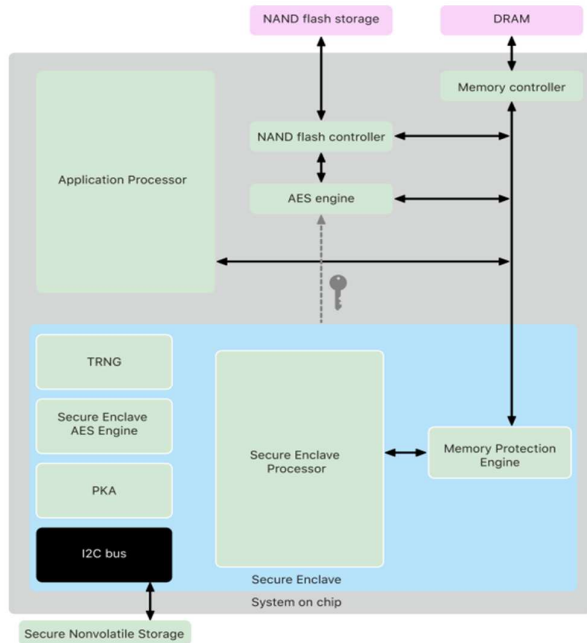 NAND flash storage
DRAM
Memory controller
NAND flash controller
Application Processor
AES engine
TRNG
Secure Enclave
AES Engine
Secure Enclave
Processor
Memory Protection
Engine
PKA
I2C bus
Secure Enclave
System on chip
Secure Nonvolatile Storage